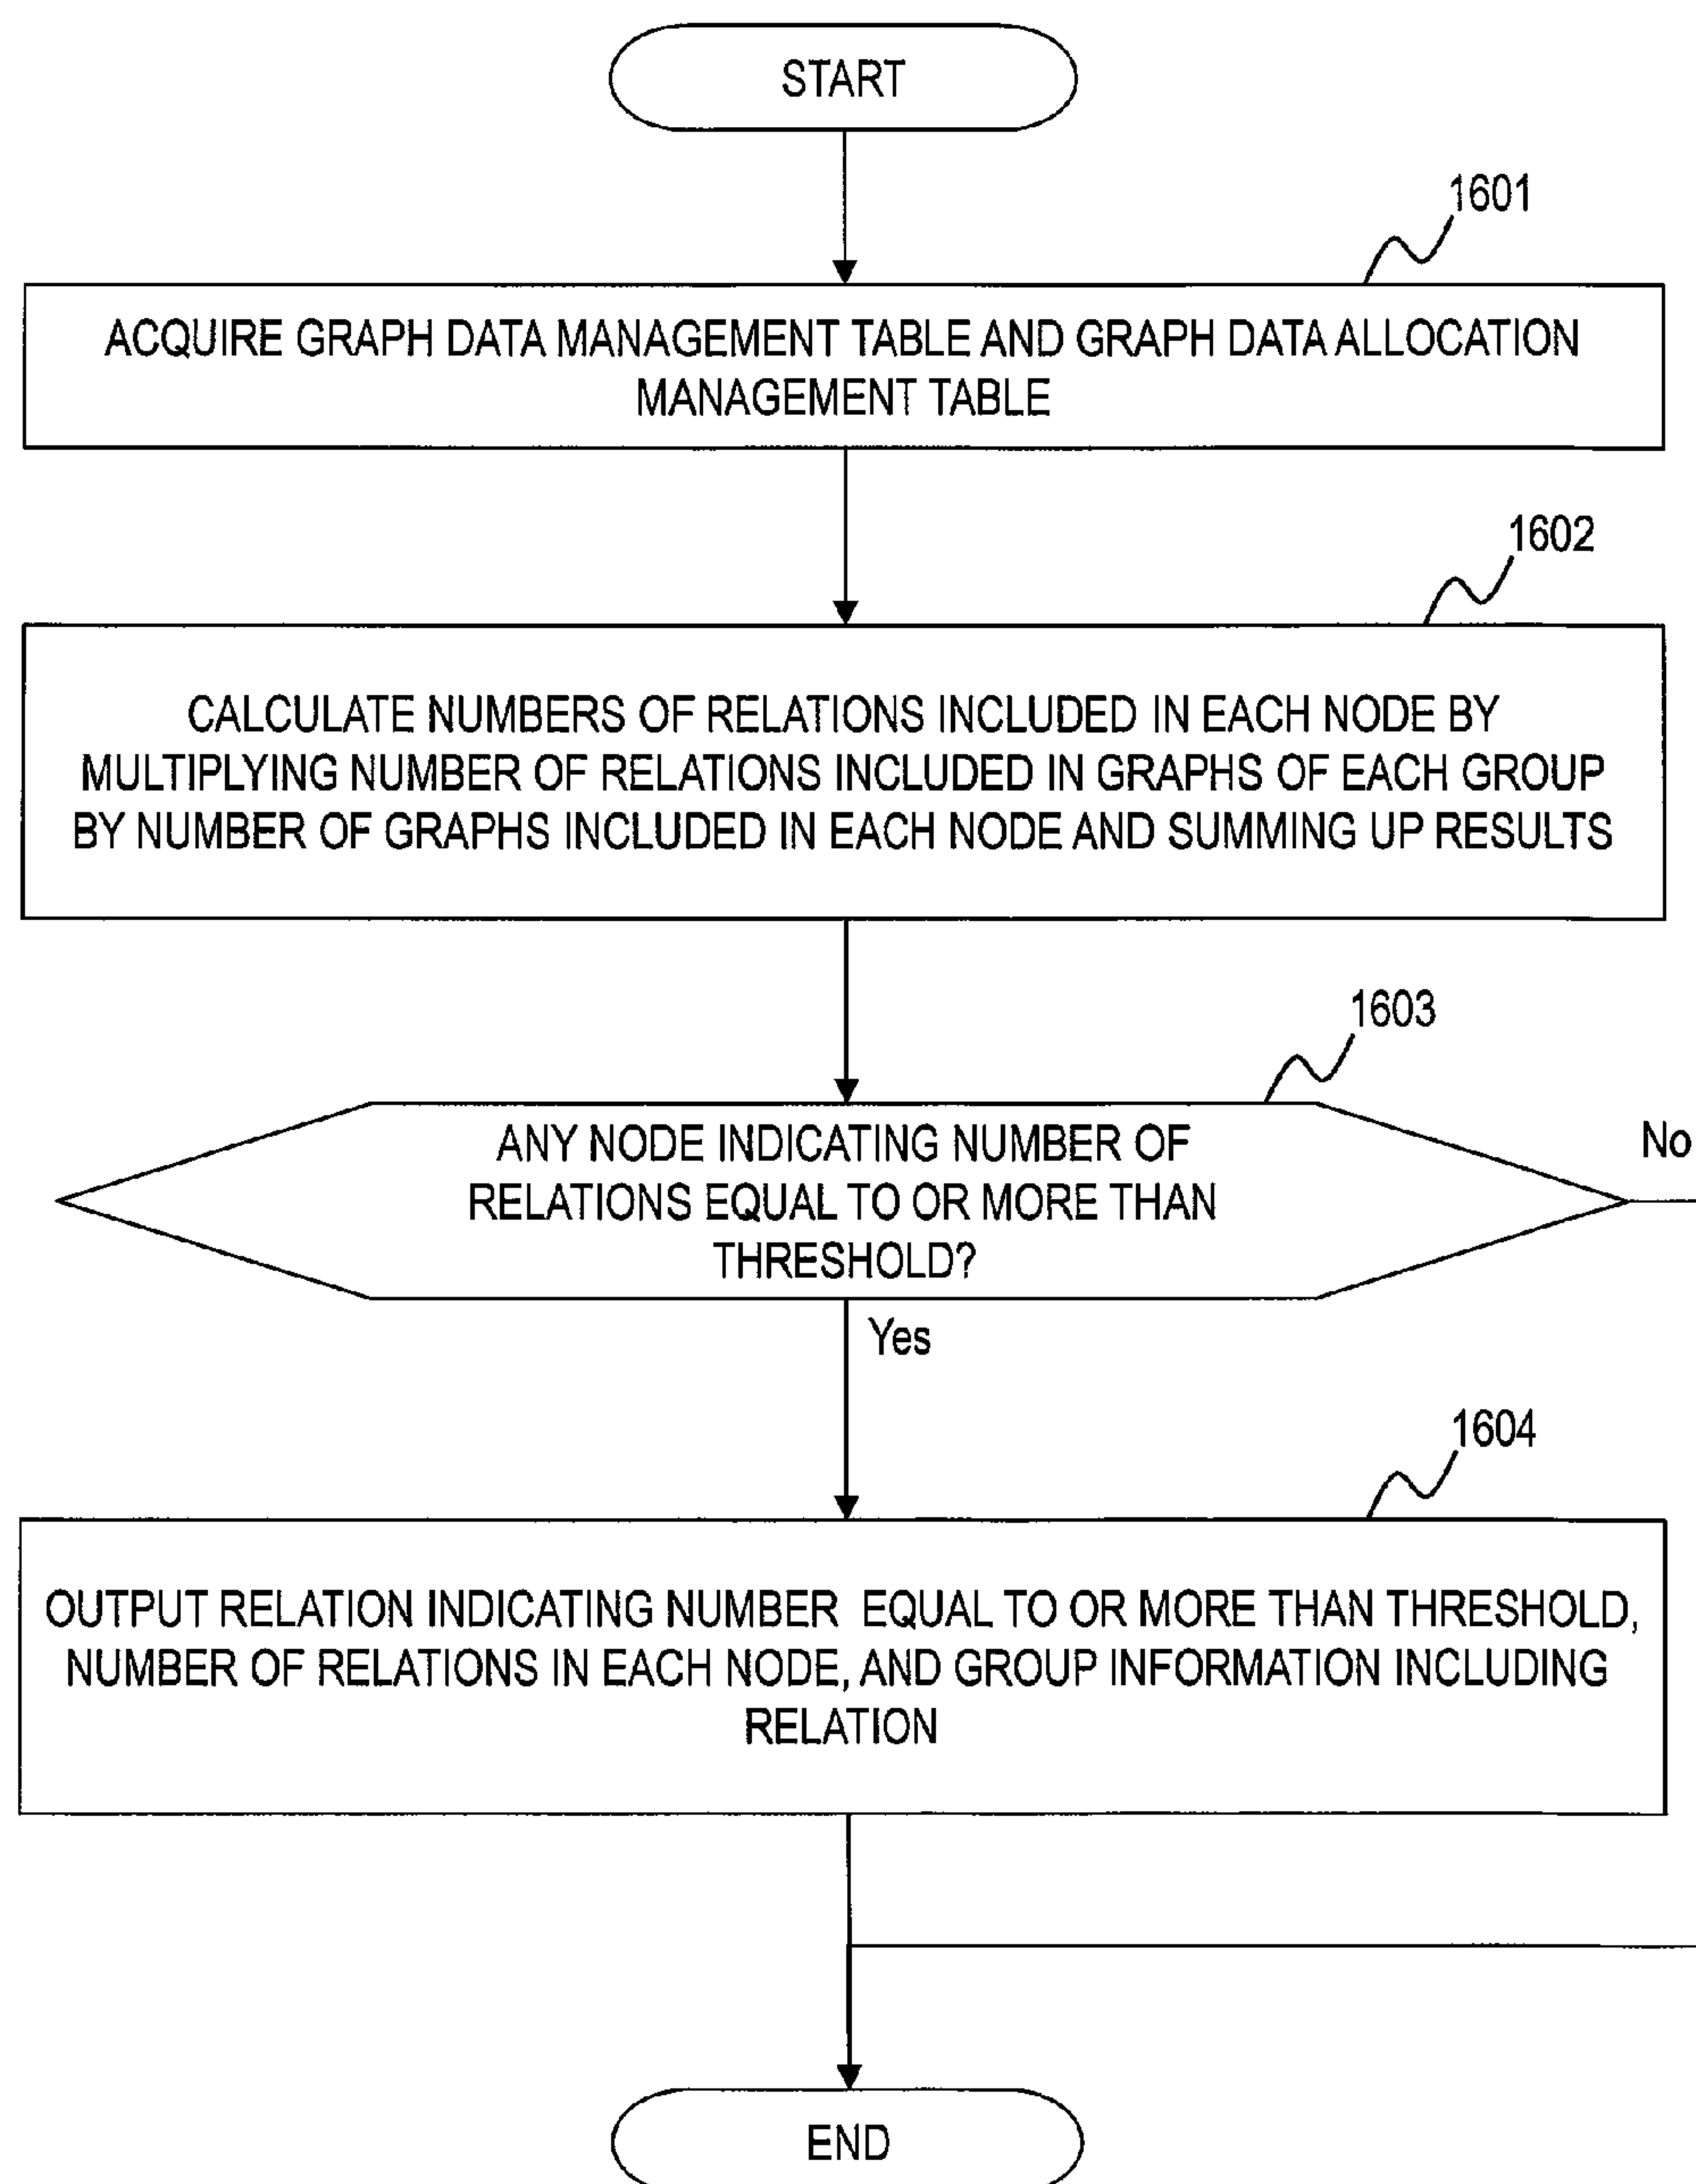 START
1601
ACQUIRE GRAPH DATA MANAGEMENT TABLE AND GRAPH DATA ALLOCATION
MANAGEMENT TABLE
1602
CALCULATE NUMBERS OF RELATIONS INCLUDED IN EACH NODE BY
MULTIPLYING NUMBER OF RELATIONS INCLUDED IN GRAPHS OF EACH GROUP
BY NUMBER OF GRAPHS INCLUDED IN EACH NODE AND SUMMING UP RESULTS
1603
ANY NODE INDICATING NUMBER OF
RELATIONS EQUAL TO OR MORE THAN
THRESHOLD?
No
Yes
1604
OUTPUT RELATION INDICATING NUMBER EQUAL TO OR MORE THAN THRESHOLD,
NUMBER OF RELATIONS IN EACH NODE, AND GROUP INFORMATION INCLUDING
RELATION
END